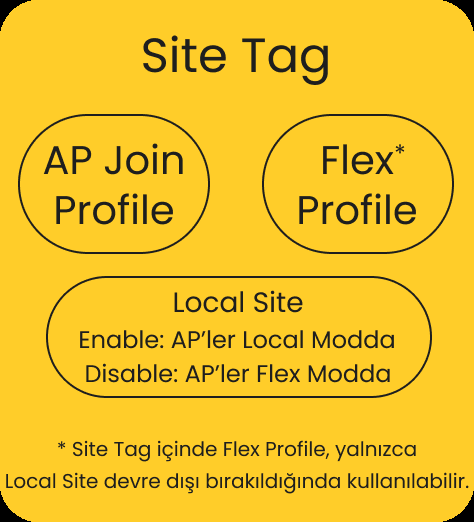 Site Tag
AP Join
Profile
Flex*
Profile
Local Site
Enable: AP’ler Local Modda
Disable: AP’ler Flex Modda
* Site Tag içinde Flex Profile, yalnızca
Local Site devre dışı bırakıldığında kullanılabilir.